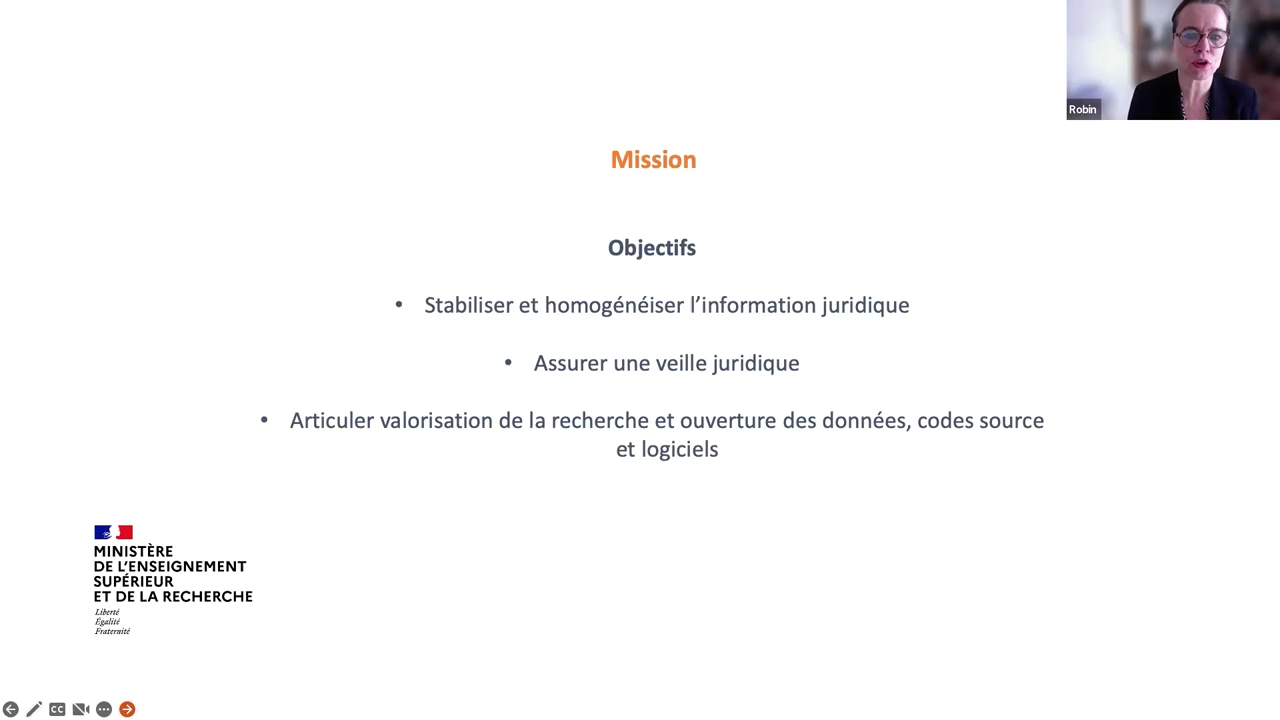 Robin
Mission
Objectifs
• Stabiliser et homogénéiser l’information juridique
• Assurer une veille juridique
• Articuler valorisation de la recherche et ouverture des données, codes source
et logiciels
MINISTÈRE
DE L’ENSEIGNEMENT
SUPÉRIEUR
ET DE LA RECHERCHE
Liberté
Égalité
Fraternité
CC